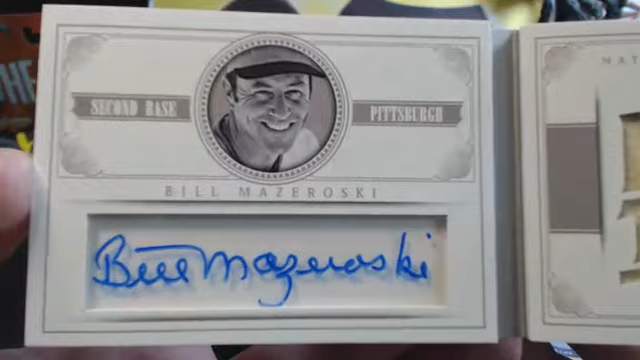 SECOND BASE
PITTSBURGH
BILL MAZEROSKI
Bill Mazeroski